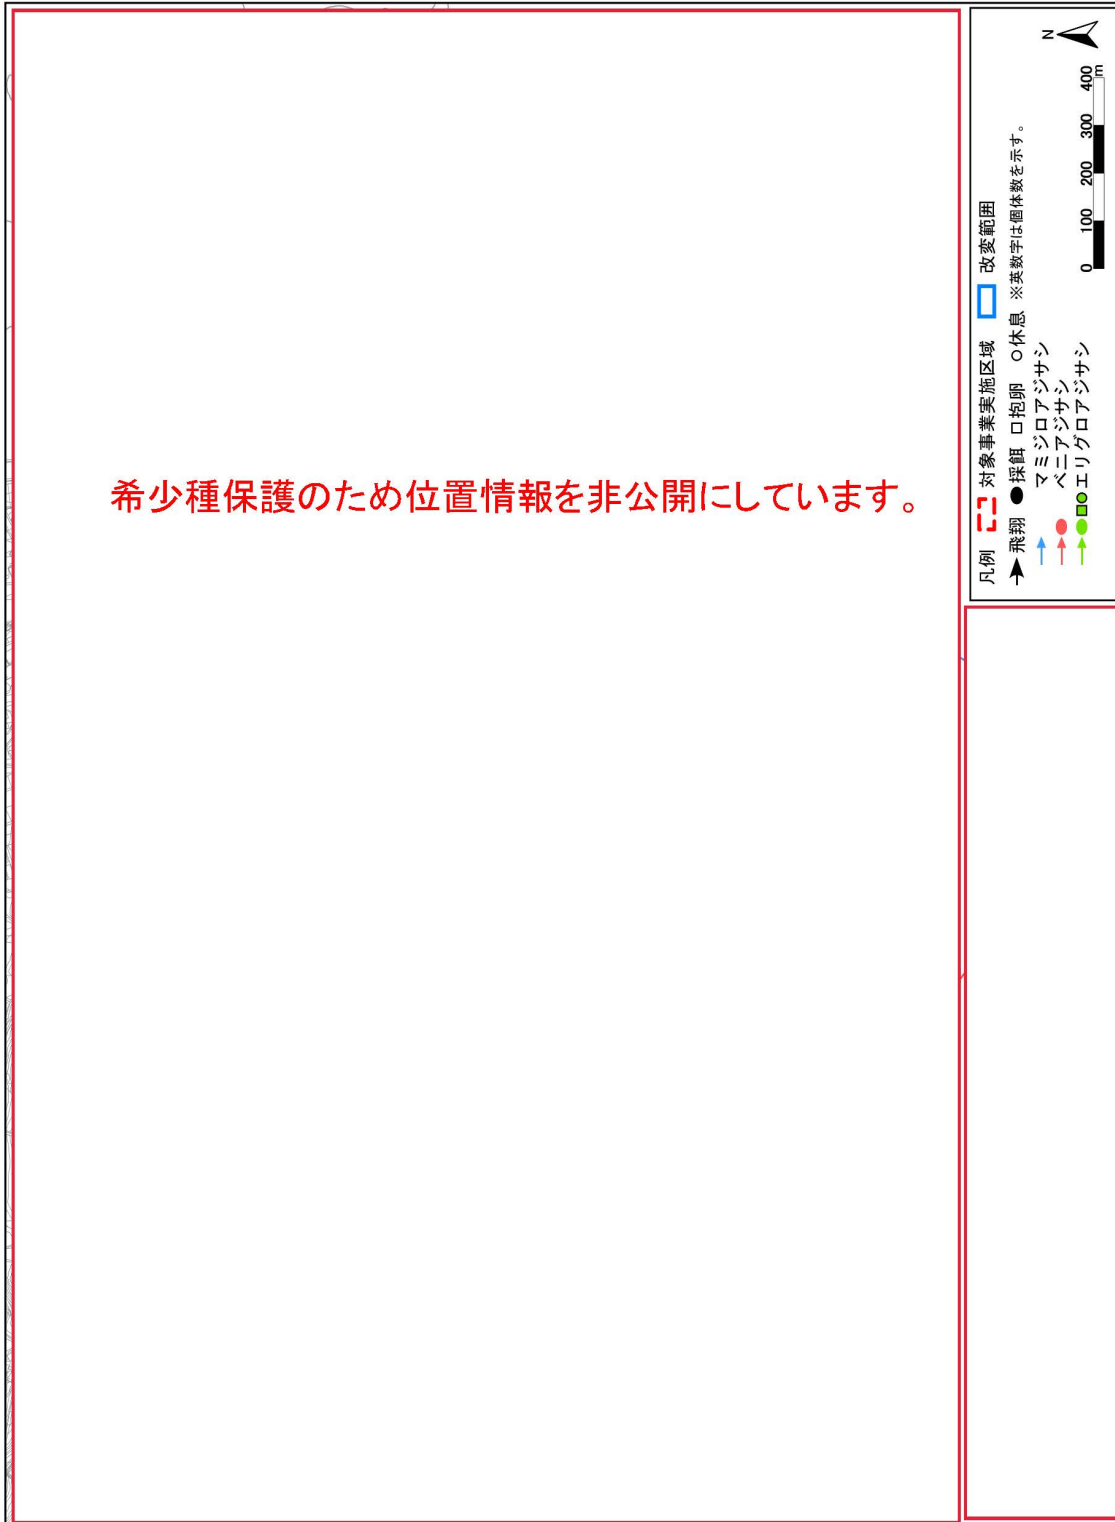 希少種保護のため位置情報を非公開にしています。
凡例 対象事業実施区域 改変範囲
飛翔 採餌 抱卵 休息 ※英数字は個体数を示す。
マミジロアジサシ
ベニアジサシ
エリグロアジサシ
0 100 200 300 400
m
N